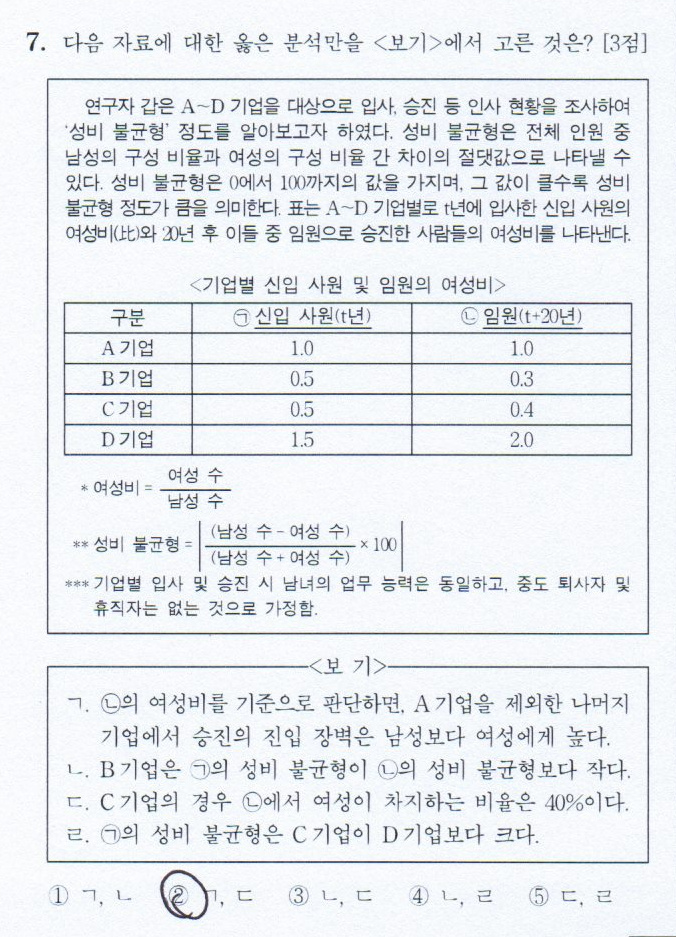 7. 다음 자료에 대한 옳은 분석만을 <보기>에서 고른 것은? [3점]
연구자 갑은 A~D 기업을 대상으로 입사, 승진 등 인사 현황을 조사하여
'성비 불균형' 정도를 알아보고자 하였다. 성비 불균형은 전체 인원 중
남성의 구성 비율과 여성의 구성 비율 간 차이의 절댓값으로 나타낼 수
있다. 성비 불균형은 0에서 100까지의 값을 가지며, 그 값이 클수록 성비
불균형 정도가 큼을 의미한다. 표는 A~D 기업별로 t년에 입사한 신입 사원의
여성비(比)와 20년 후 이들 중 임원으로 승진한 사람들의 여성비를 나타낸다.
<기업별 신입 사원 및 임원의 여성비>
구분 ㉠ 신입 사원(t년) ㉡ 임원(t+20년)
A 기업 1.0 1.0
B 기업 0.5 0.3
C 기업 0.5 0.4
D 기업 1.5 2.0
* 여성비 = 여성 수 / 남성 수
** 성비 불균형 = | (남성 수 - 여성 수) / (남성 수 + 여성 수) × 100 |
*** 기업별 입사 및 승진 시 남녀의 업무 능력은 동일하고, 중도 퇴사자 및
휴직자는 없는 것으로 가정함.
<보 기>
ㄱ. ㉡의 여성비를 기준으로 판단하면, A 기업을 제외한 나머지
기업에서 승진의 진입 장벽은 남성보다 여성에게 높다.
ㄴ. B 기업은 ㉠의 성비 불균형이 ㉡의 성비 불균형보다 작다.
ㄷ. C 기업의 경우 ㉡에서 여성이 차지하는 비율은 40%이다.
ㄹ. ㉠의 성비 불균형은 C 기업이 D 기업보다 크다.
① ㄱ, ㄴ ② ㄱ, ㄷ ③ ㄴ, ㄷ ④ ㄴ, ㄹ ⑤ ㄷ, ㄹ